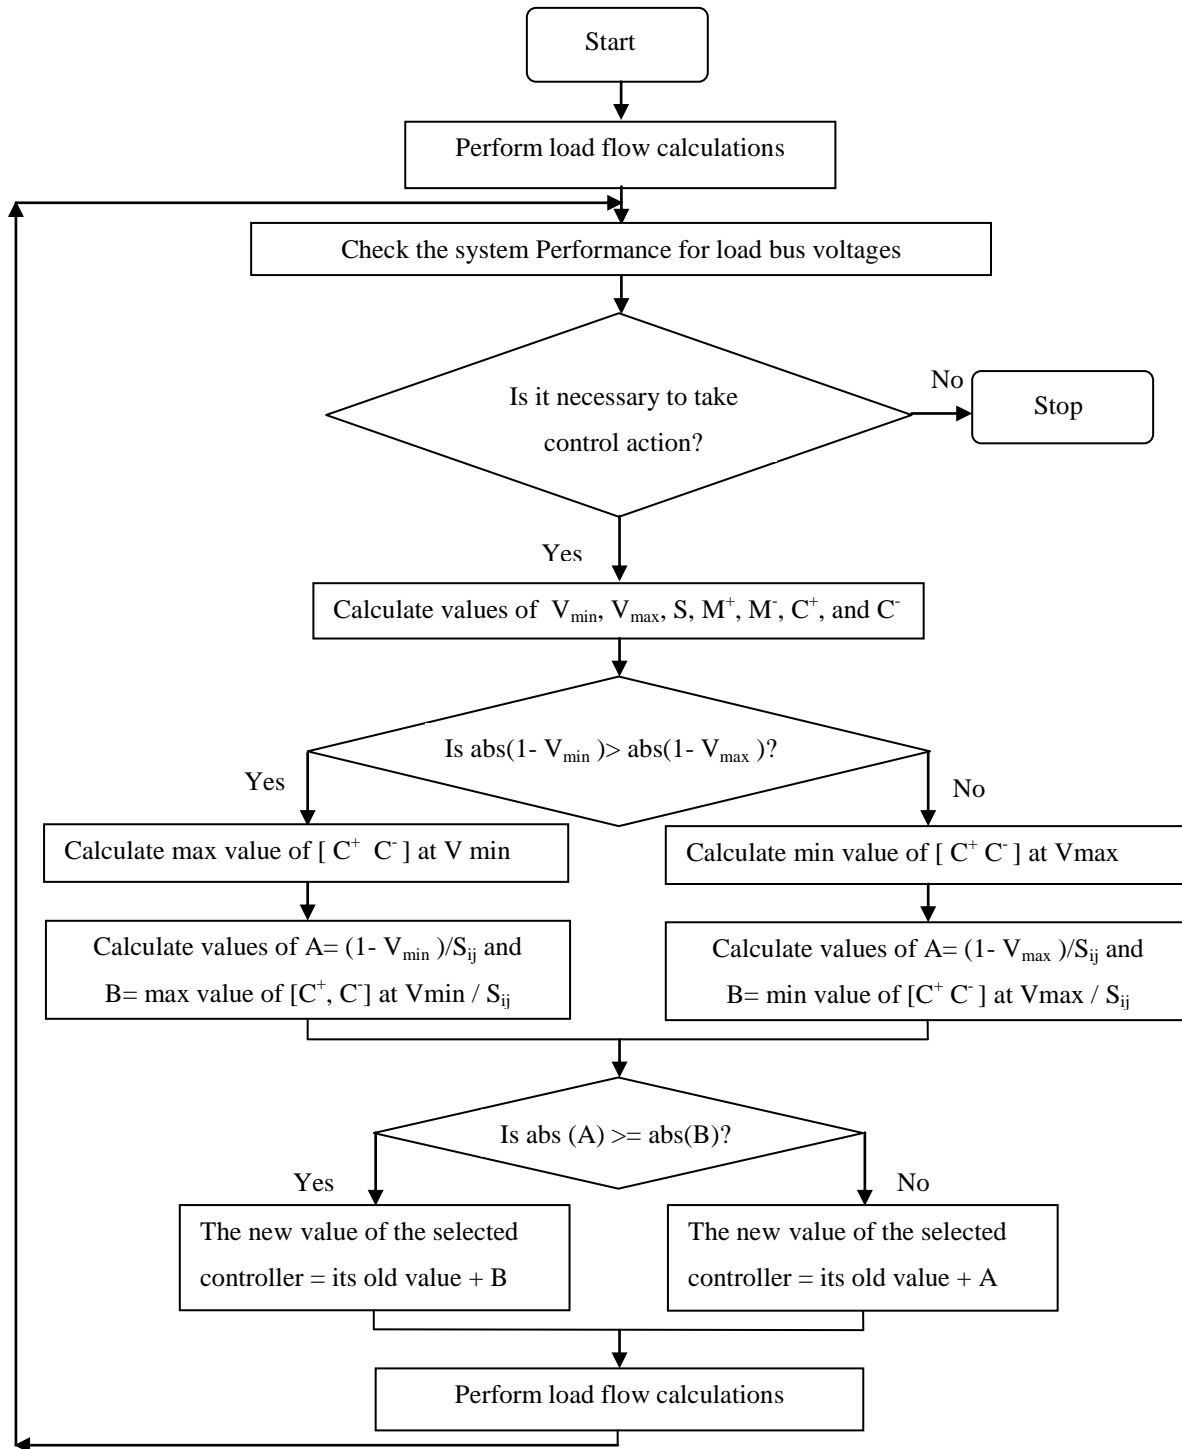 Start
Perform load flow calculations
Check the system Performance for load bus voltages
Is it necessary to take
control action?
No
Stop
Yes
Calculate values of V_min, V_max, S, M⁺, M⁻, C⁺, and C⁻
Is abs(1- V_min )> abs(1- V_max )?
Yes
No
Calculate max value of [ C⁺ C⁻ ] at V min
Calculate min value of [ C⁺ C⁻ ] at Vmax
Calculate values of A= (1- V_min )/S_ij and
B= max value of [C⁺, C⁻] at Vmin / S_ij
Calculate values of A= (1- V_max )/S_ij and
B= min value of [C⁺ C⁻ ] at Vmax / S_ij
Is abs (A) >= abs(B)?
Yes
No
The new value of the selected
controller = its old value + B
The new value of the selected
controller = its old value + A
Perform load flow calculations